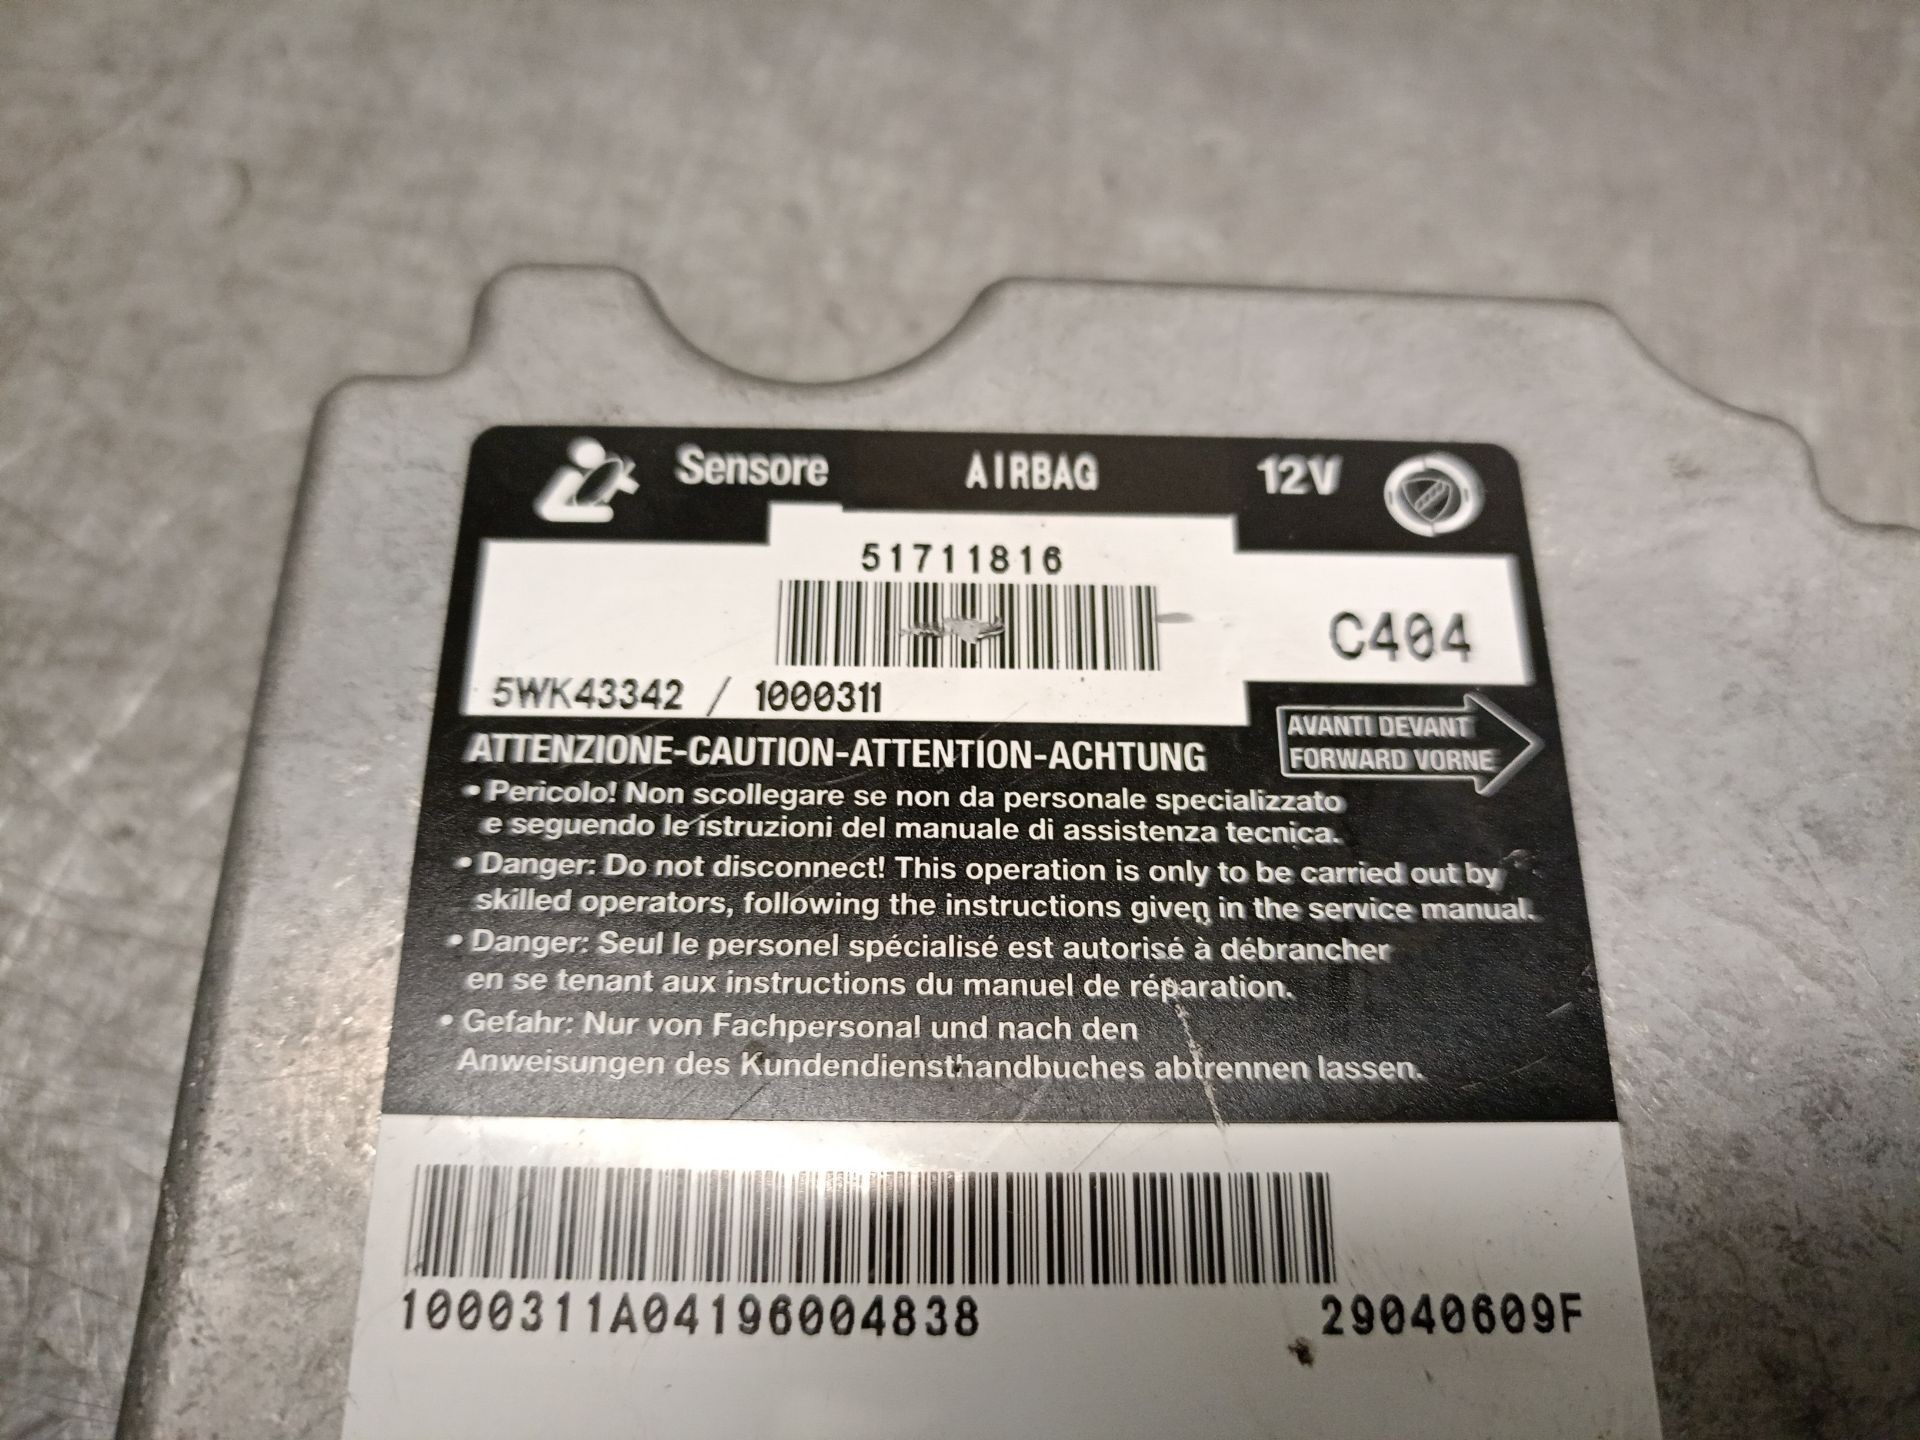 Sensore AIRBAG 12V
51711816
C404
5WK43342 / 1000311
AVANTI DEVANT
FORWARD VORNE
ATTENZIONE-CAUTION-ATTENTION-ACHTUNG
• Pericolo! Non scollegare se non da personale specializzato
e seguendo le istruzioni del manuale di assistenza tecnica.
• Danger: Do not disconnect! This operation is only to be carried out by
skilled operators, following the instructions given in the service manual.
• Danger: Seul le personel spécialisé est autorisé à débrancher
en se tenant aux instructions du manuel de réparation.
• Gefahr: Nur von Fachpersonal und nach den
Anweisungen des Kundendiensthandbuches abtrennen lassen.
1000311A04196004838 29040609F